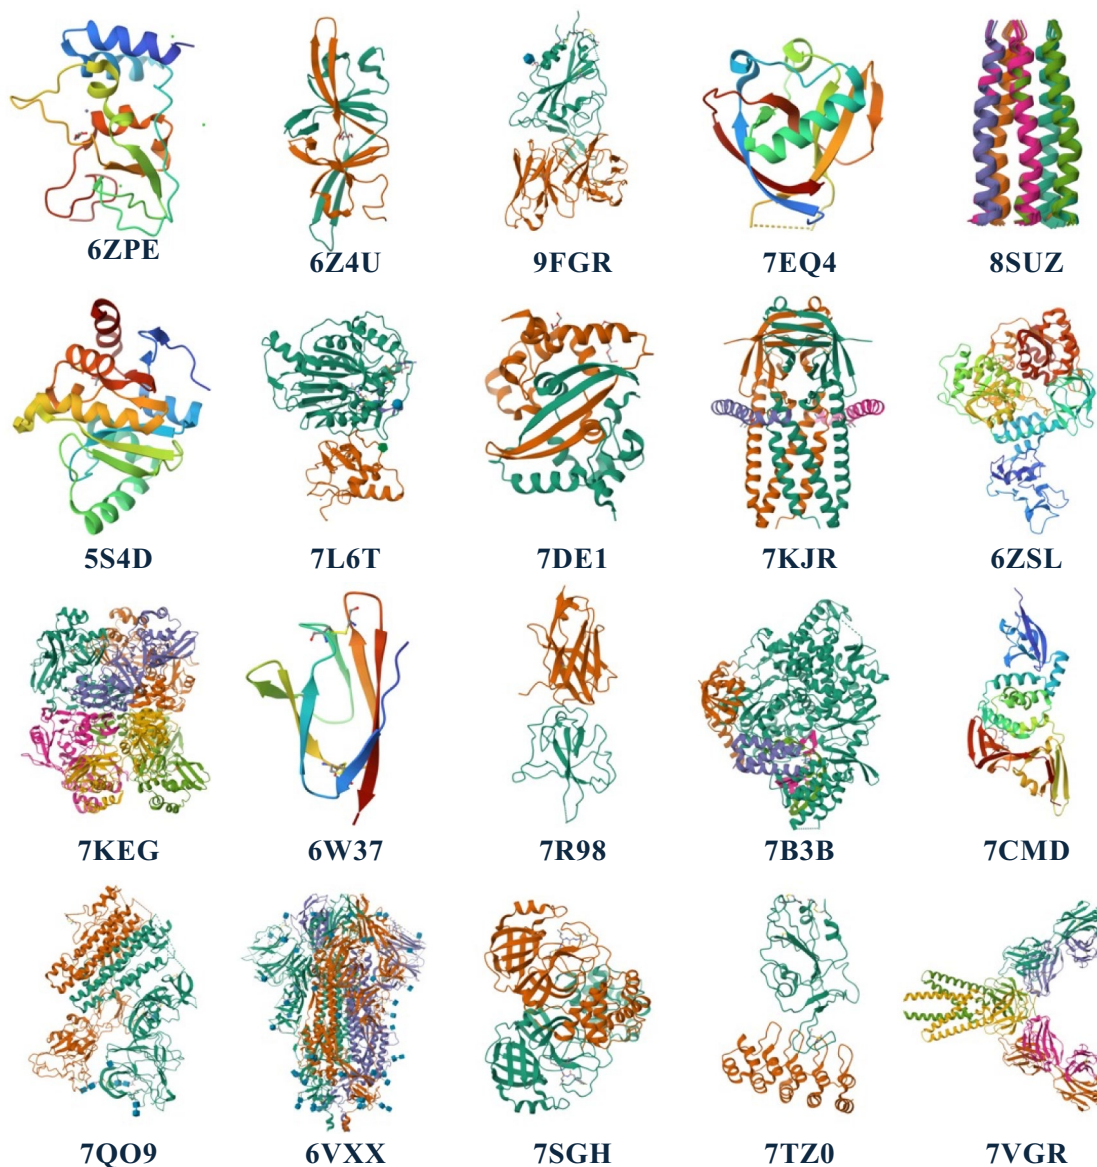 6ZPE 6Z4U 9FGR 7EQ4 8SUZ
5S4D 7L6T 7DE1 7KJR 6ZSL
7KEG 6W37 7R98 7B3B 7CMD
7QO9 6VXX 7SGH 7TZ0 7VGR